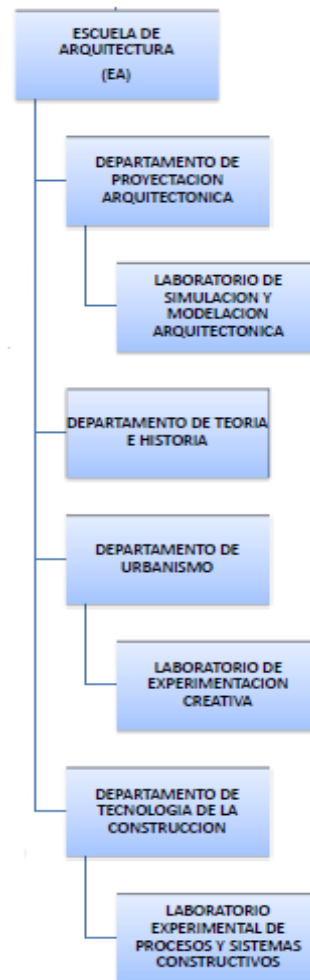 ESCUELA DE
ARQUITECTURA
(EA)
DEPARTAMENTO DE
PROYECTACION
ARQUITECTONICA
LABORATORIO DE
SIMULACION Y
MODELACION
ARQUITECTONICA
DEPARTAMENTO DE TEORIA
E HISTORIA
DEPARTAMENTO DE
URBANISMO
LABORATORIO DE
EXPERIMENTACION
CREATIVA
DEPARTAMENTO DE
TECNOLOGIA DE LA
CONSTRUCCION
LABORATORIO
EXPERIMENTAL DE
PROCESOS Y SISTEMAS
CONSTRUCTIVOS